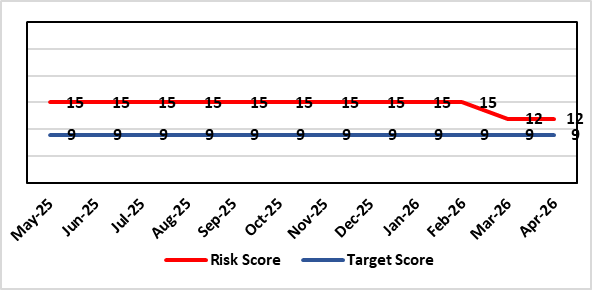 15 15 15 15 15 15 15 15 15 15 12 12
9 9 9 9 9 9 9 9 9 9 9 9
May-25 Jun-25 Jul-25 Aug-25 Sep-25 Oct-25 Nov-25 Dec-25 Jan-26 Feb-26 Mar-26 Apr-26
Risk Score Target Score